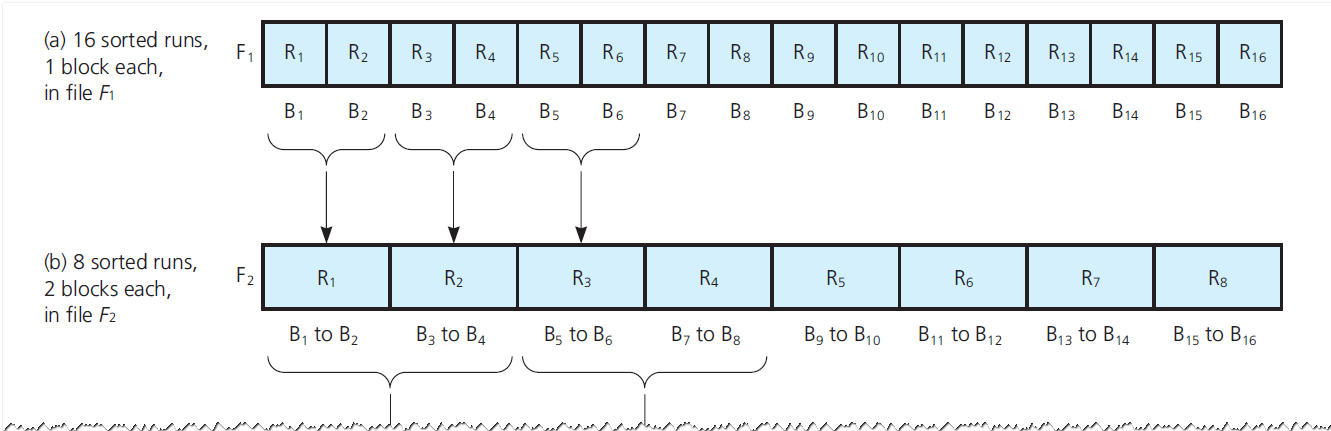 (a) 16 sorted runs,
1 block each,
in file F1
F1 R1 R2 R3 R4 R5 R6 R7 R8 R9 R10 R11 R12 R13 R14 R15 R16
B1 B2 B3 B4 B5 B6 B7 B8 B9 B10 B11 B12 B13 B14 B15 B16
(b) 8 sorted runs,
2 blocks each,
in file F2
F2 R1 R2 R3 R4 R5 R6 R7 R8
B1 to B2 B3 to B4 B5 to B6 B7 to B8 B9 to B10 B11 to B12 B13 to B14 B15 to B16